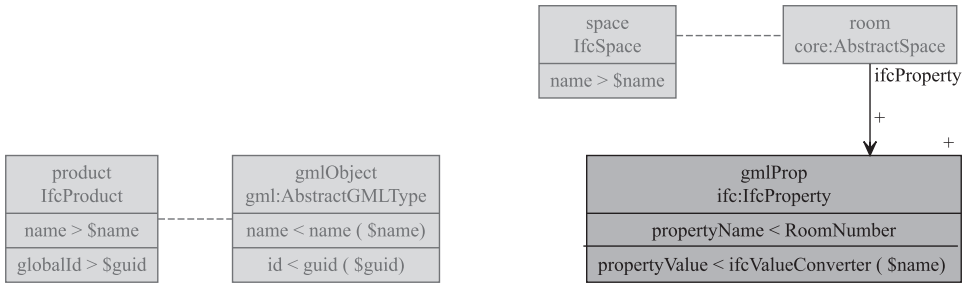 space
IfcSpace
name > $name
room
core:AbstractSpace
ifcProperty
+
+
product
IfcProduct
name > $name
globalId > $guid
gmlObject
gml:AbstractGMLType
name < name ( $name)
id < guid ( $guid)
gmlProp
ifc:IfcProperty
propertyName < RoomNumber
propertyValue < ifcValueConverter ( $name)